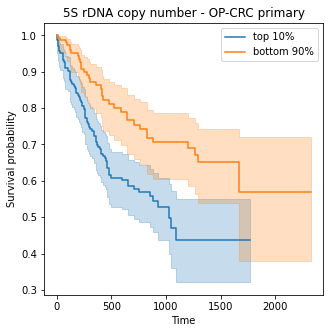 5S rDNA copy number - OP-CRC primary
top 10%
bottom 90%
Survival probability
1.0
0.9
0.8
0.7
0.6
0.5
0.4
0.3
0
500
1000
1500
2000
Time